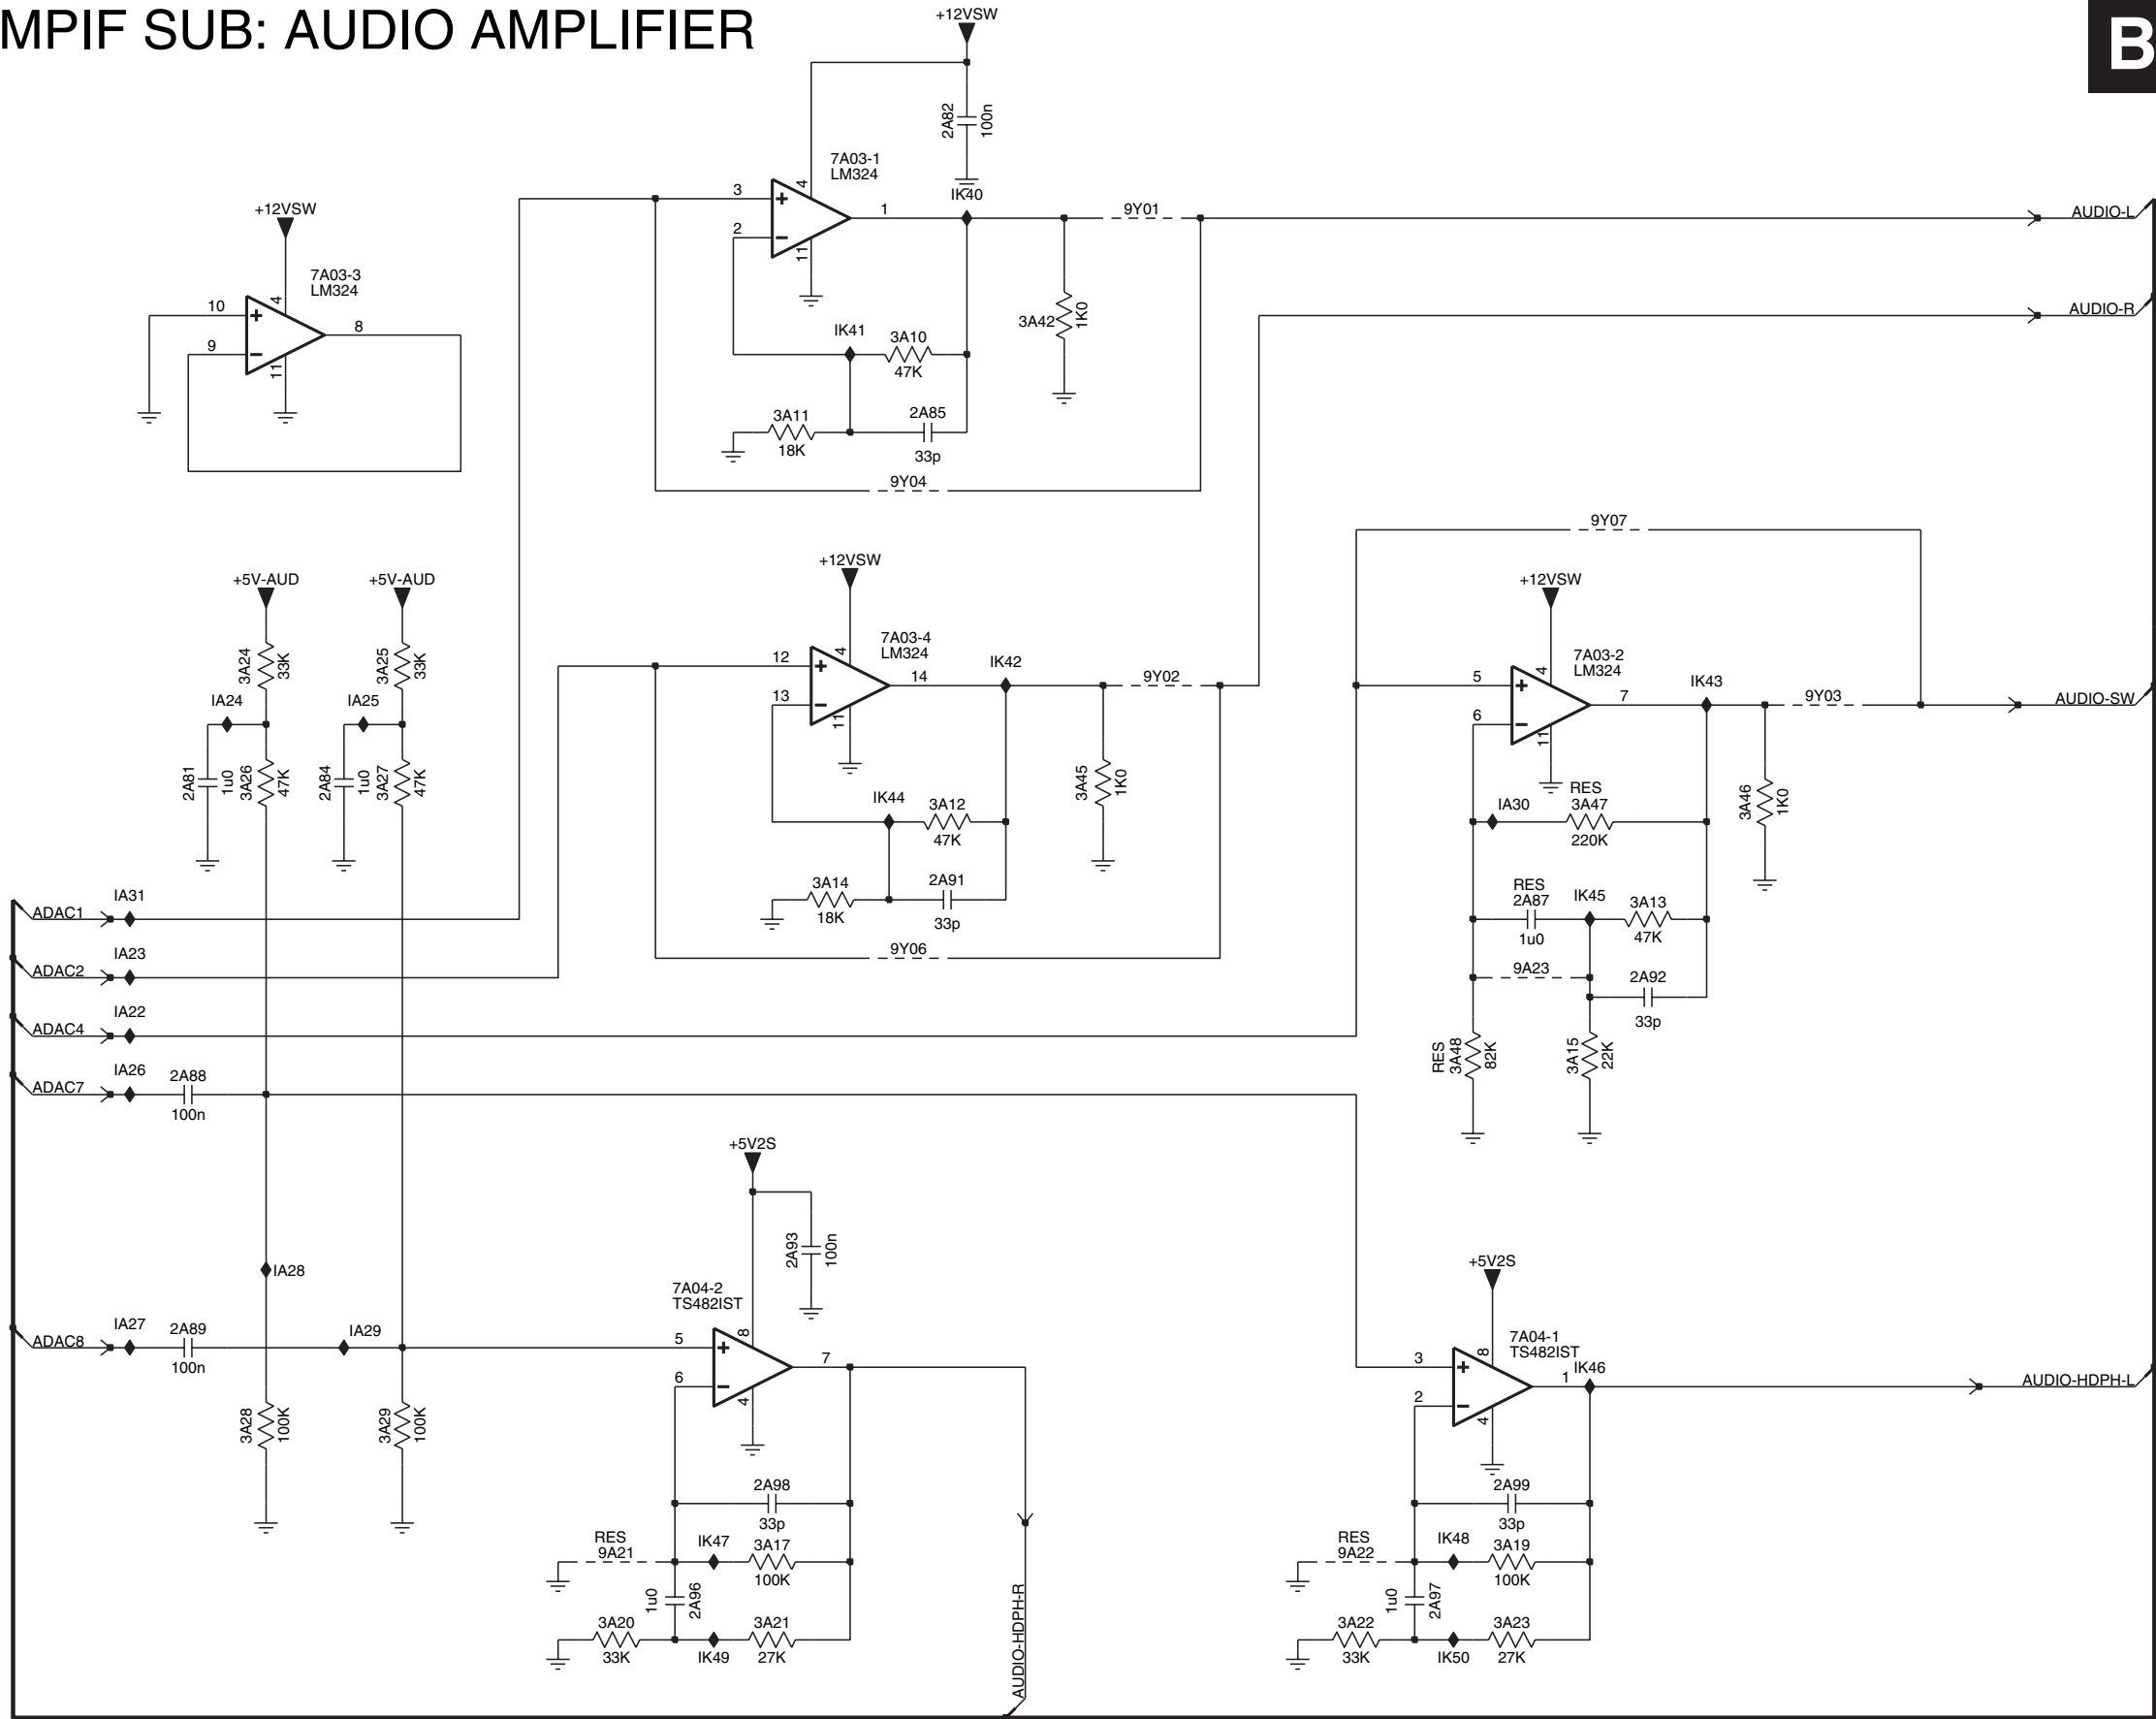 MPIF SUB: AUDIO AMPLIFIER
B
+12VSW
2A82
100n
7A03-1
LM324
3
2
4
11
1
IK40
9Y01
AUDIO-L
3A42
1K0
IK41
3A10
47K
3A11
18K
2A85
33p
9Y04
AUDIO-R
+12VSW
7A03-3
LM324
10
9
4
11
8
+5V-AUD
+5V-AUD
3A24
33K
3A25
33K
IA24
IA25
2A81
1u0
3A26
47K
2A84
1u0
3A27
47K
+12VSW
7A03-4
LM324
12
13
4
11
14
IK42
9Y02
3A45
1K0
IK44
3A12
47K
3A14
18K
2A91
33p
9Y06
9Y07
+12VSW
7A03-2
LM324
5
6
4
11
7
IK43
9Y03
AUDIO-SW
3A46
1K0
IA30
RES
3A47
220K
RES
2A87
1u0
IK45
3A13
47K
9A23
2A92
33p
RES
3A48
82K
3A15
22K
ADAC1
IA31
ADAC2
IA23
ADAC4
IA22
ADAC7
IA26
2A88
100n
IA28
ADAC8
IA27
2A89
100n
IA29
3A28
100K
3A29
100K
+5V2S
2A93
100n
7A04-2
TS482IST
5
6
8
4
7
2A98
33p
RES
9A21
IK47
3A17
100K
1u0
2A96
3A20
33K
IK49
3A21
27K
AUDIO-HDPH-R
+5V2S
7A04-1
TS482IST
3
2
8
4
1
IK46
AUDIO-HDPH-L
2A99
33p
RES
9A22
IK48
3A19
100K
1u0
2A97
3A22
33K
IK50
3A23
27K